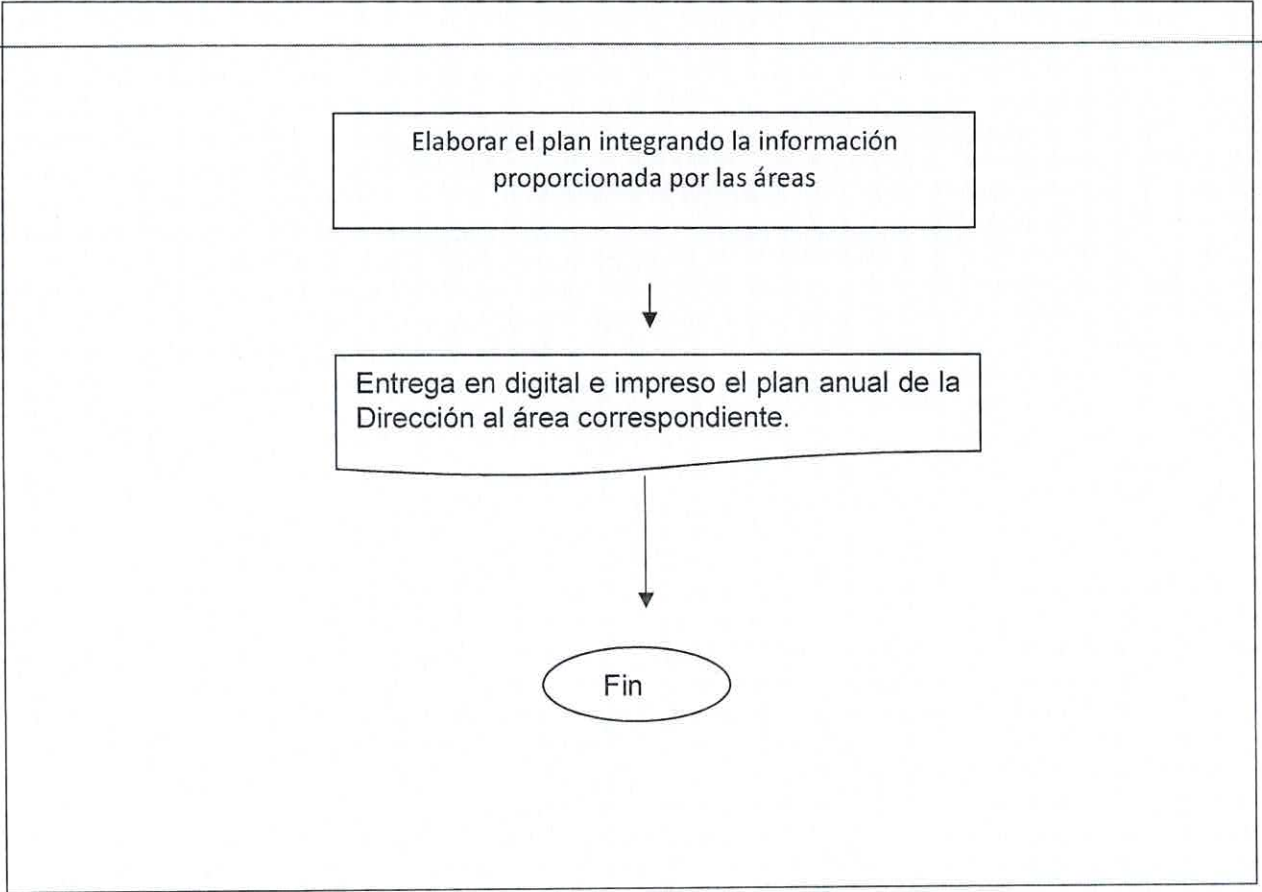 Elaborar el plan integrando la información
proporcionada por las áreas
Entrega en digital e impreso el plan anual de la
Dirección al área correspondiente.
Fin